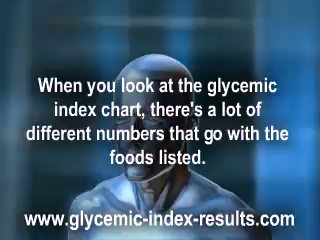 When you look at the glycemic
index chart, there's a lot of
different numbers that go with the
foods listed.
www.glycemic-index-results.com